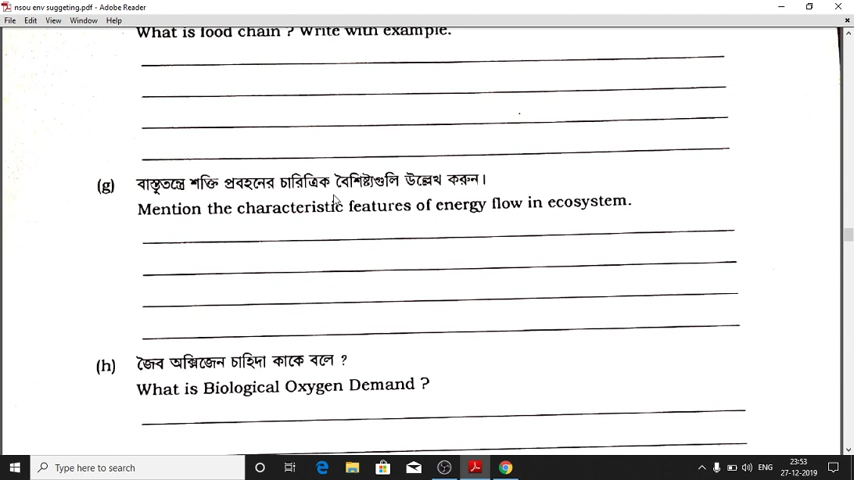 nsou env suggeting.pdf - Adobe Reader
File Edit View Window Help
What is food chain ? Write with example.
(g) বাস্তুতন্ত্রে শক্তি প্রবহনের চারিত্রিক বৈশিষ্ট্যগুলি উল্লেখ করুন।
Mention the characteristic features of energy flow in ecosystem.
(h) জৈব অক্সিজেন চাহিদা কাকে বলে ?
What is Biological Oxygen Demand ?
Type here to search
ENG
23:53
27-12-2019